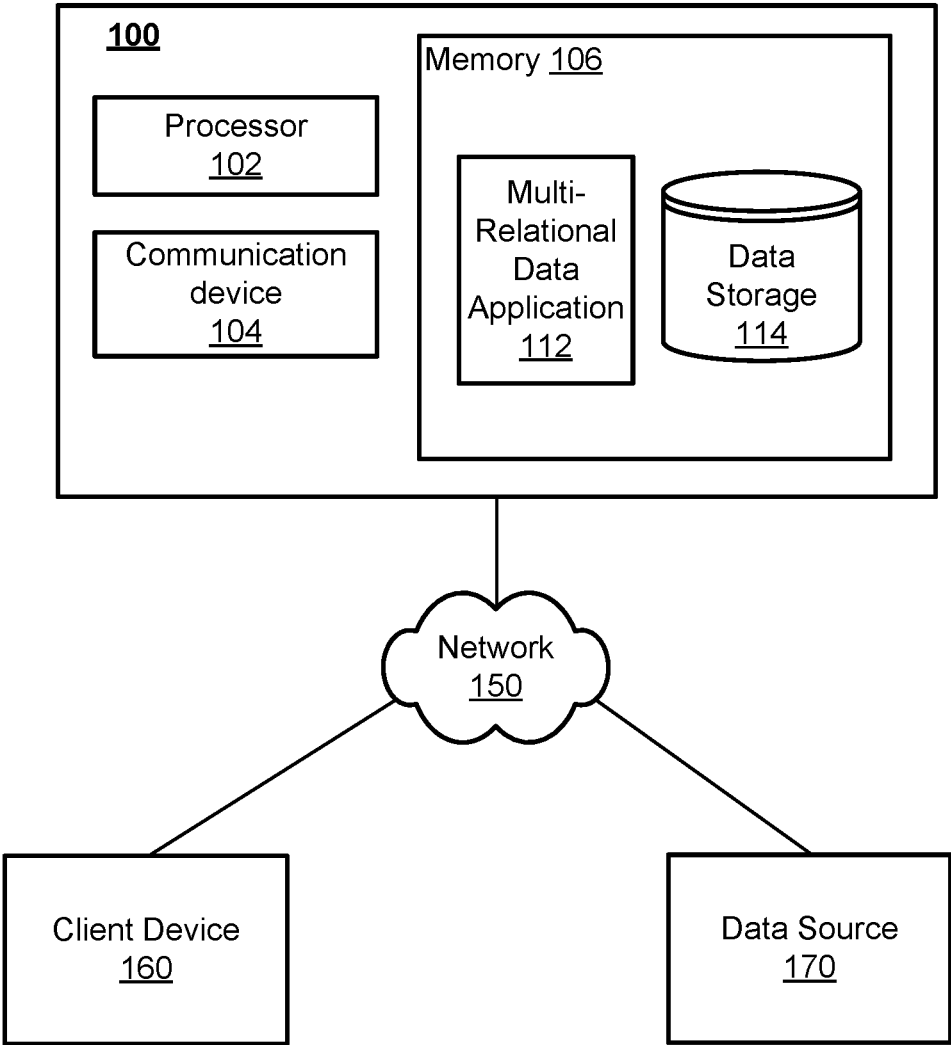 100
Processor
102
Communication
device
104
Memory 106
Multi-
Relational
Data
Application
112
Data
Storage
114
Network
150
Client Device
160
Data Source
170